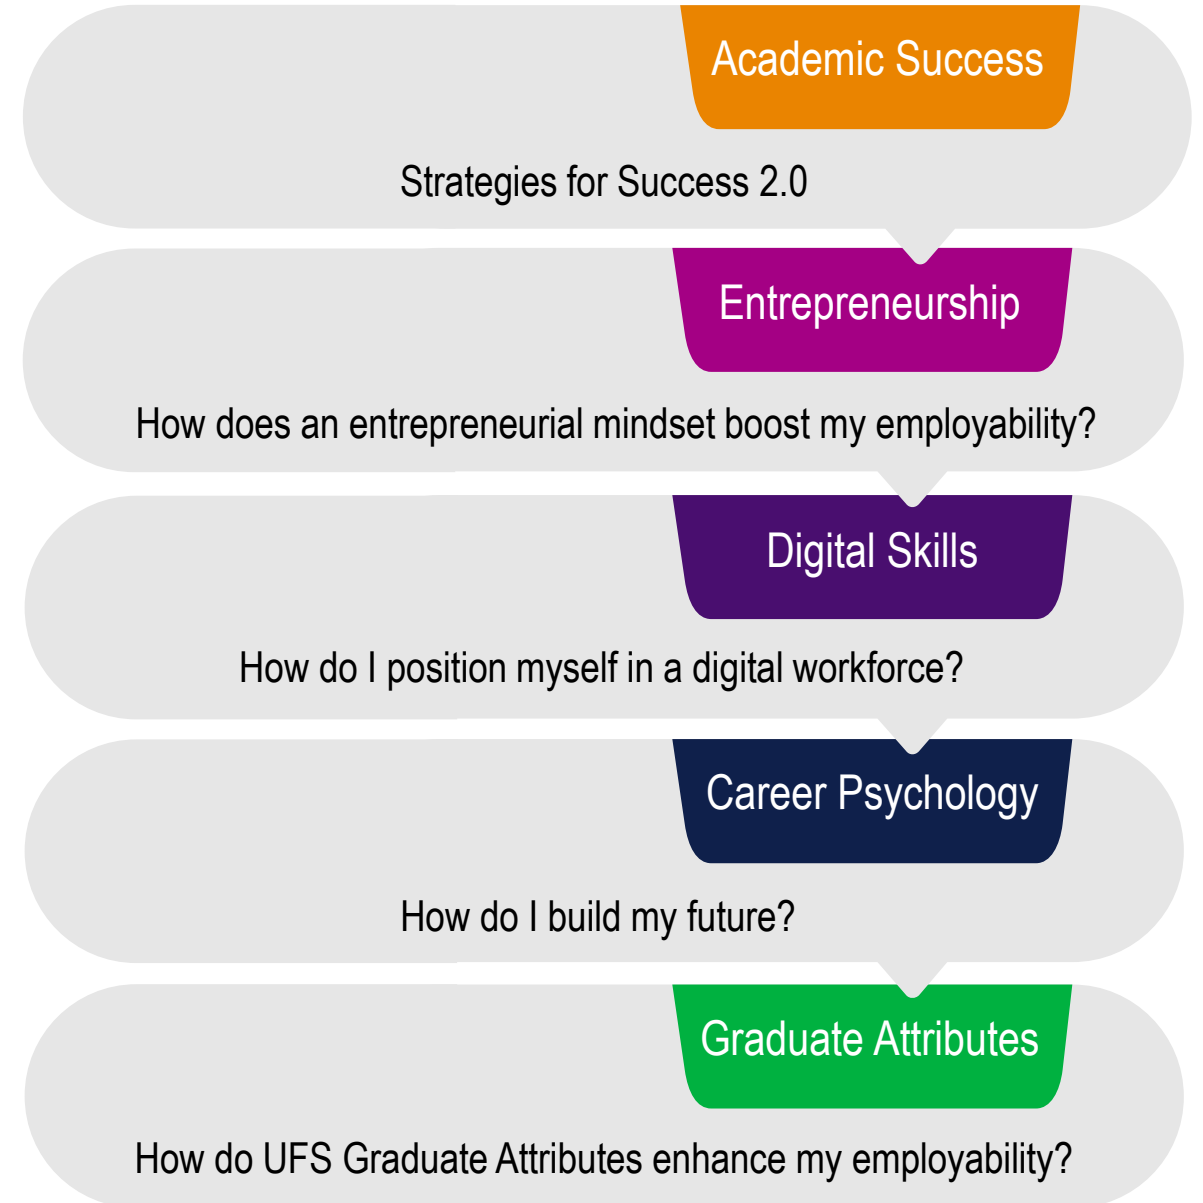 Academic Success
Strategies for Success 2.0
Entrepreneurship
How does an entrepreneurial mindset boost my employability?
Digital Skills
How do I position myself in a digital workforce?
Career Psychology
How do I build my future?
Graduate Attributes
How do UFS Graduate Attributes enhance my employability?